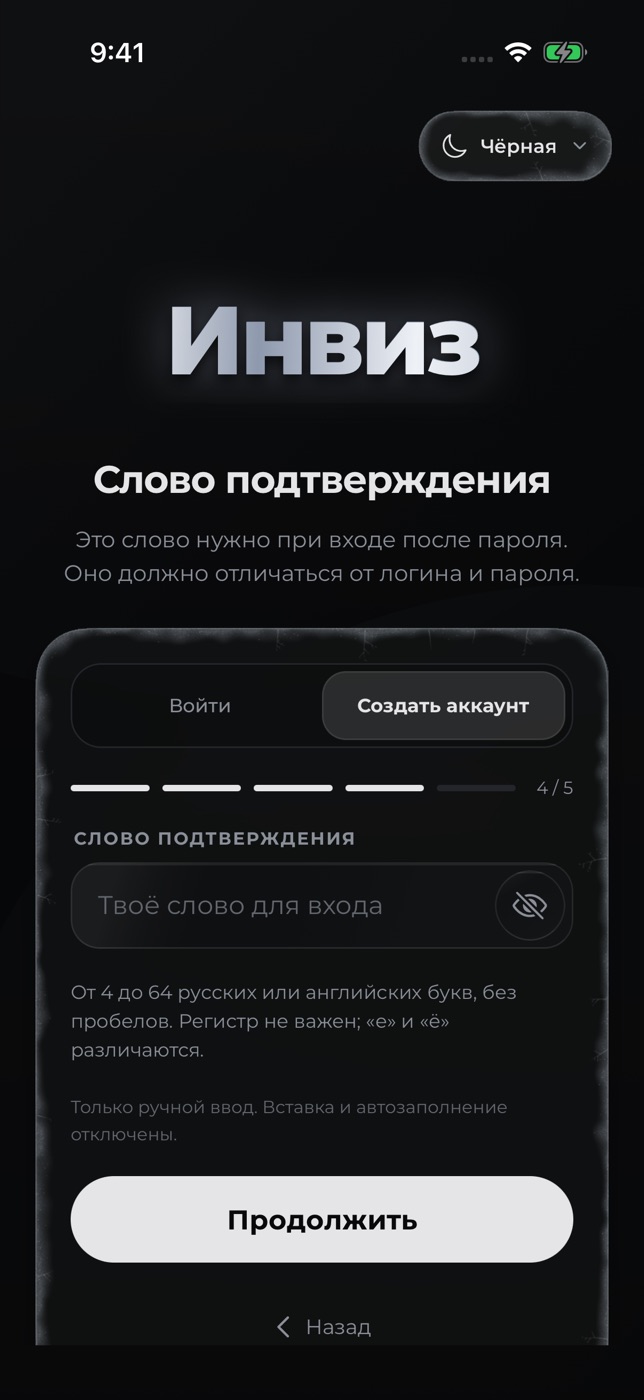 9:41
Чёрная
Инвиз
Слово подтверждения
Это слово нужно при входе после пароля.
Оно должно отличаться от логина и пароля.
Войти
Создать аккаунт
4 / 5
СЛОВО ПОДТВЕРЖДЕНИЯ
Твоё слово для входа
От 4 до 64 русских или английских букв, без
пробелов. Регистр не важен; «е» и «ё»
различаются.
Только ручной ввод. Вставка и автозаполнение
отключены.
Продолжить
Назад